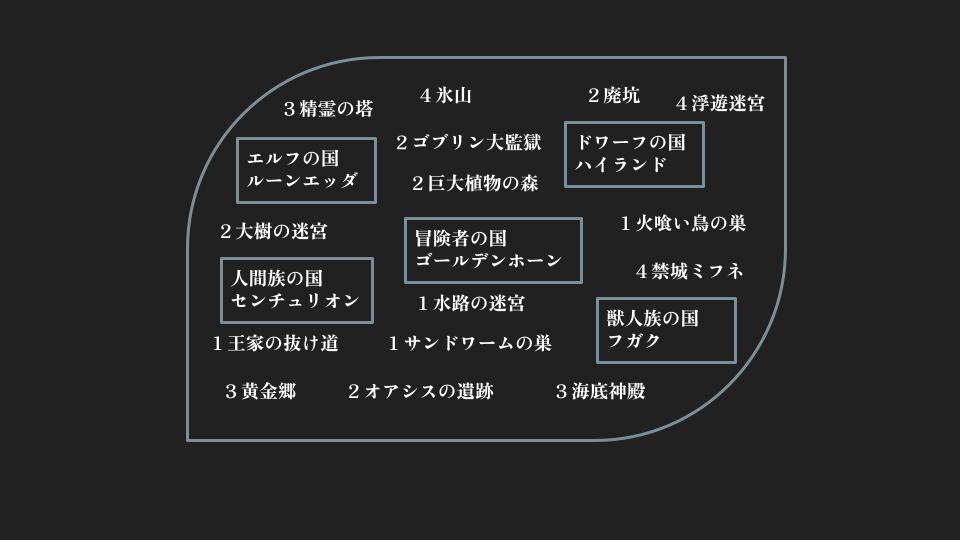 4 氷山
2 廃坑
3 精霊の塔
4 浮遊迷宮
2 ゴブリン大監獄
エルフの国
ルーンエッダ
ドワーフの国
ハイランド
2 巨大植物の森
2 大樹の迷宮
1 火喰い鳥の巣
冒険者の国
ゴールデンホーン
4 禁城ミフネ
人間族の国
センチュリオン
1 水路の迷宮
獣人族の国
フガク
1 王家の抜け道
1 サンドワームの巣
3 黄金郷
2 オアシスの遺跡
3 海底神殿